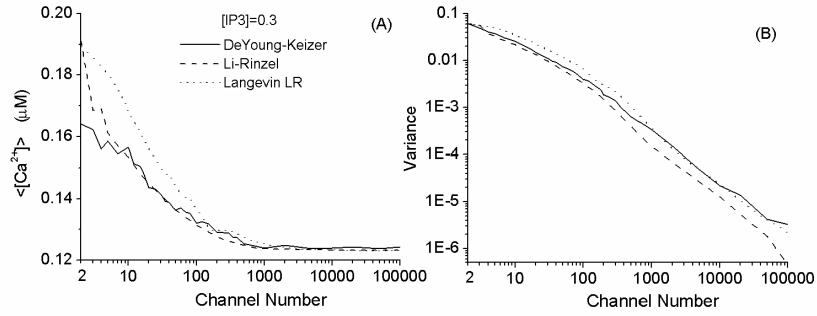 [IP3]=0.3
(A)
DeYoung-Keizer
Li-Rinzel
Langevin LR
<[Ca2+]> (μM)
0.20
0.18
0.16
0.14
0.12
2 10 100 1000 10000 100000
Channel Number
(B)
Variance
0.1
0.01
1E-3
1E-4
1E-5
1E-6
2 10 100 1000 10000 100000
Channel Number